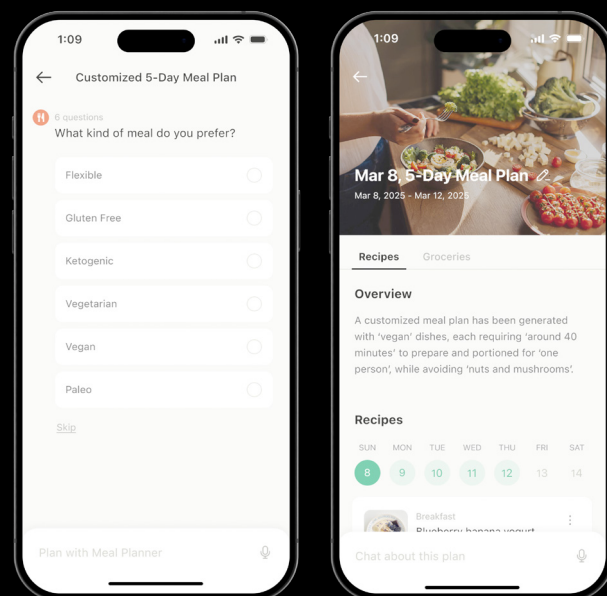 1:09
Customized 5-Day Meal Plan
6 questions
What kind of meal do you prefer?
Flexible
Gluten Free
Ketogenic
Vegetarian
Vegan
Paleo
Skip
Plan with Meal Planner
1:09
Mar 8, 5-Day Meal Plan
Mar 8, 2025 - Mar 12, 2025
Recipes Groceries
Overview
A customized meal plan has been generated
with ‘vegan’ dishes, each requiring ‘around 40
minutes’ to prepare and portioned for ‘one
person’, while avoiding ‘nuts and mushrooms’.
Recipes
SUN MON TUE WED THU FRI SAT
8 9 10 11 12 13 14
Breakfast
Blueberry banana yogurt
Chat about this plan